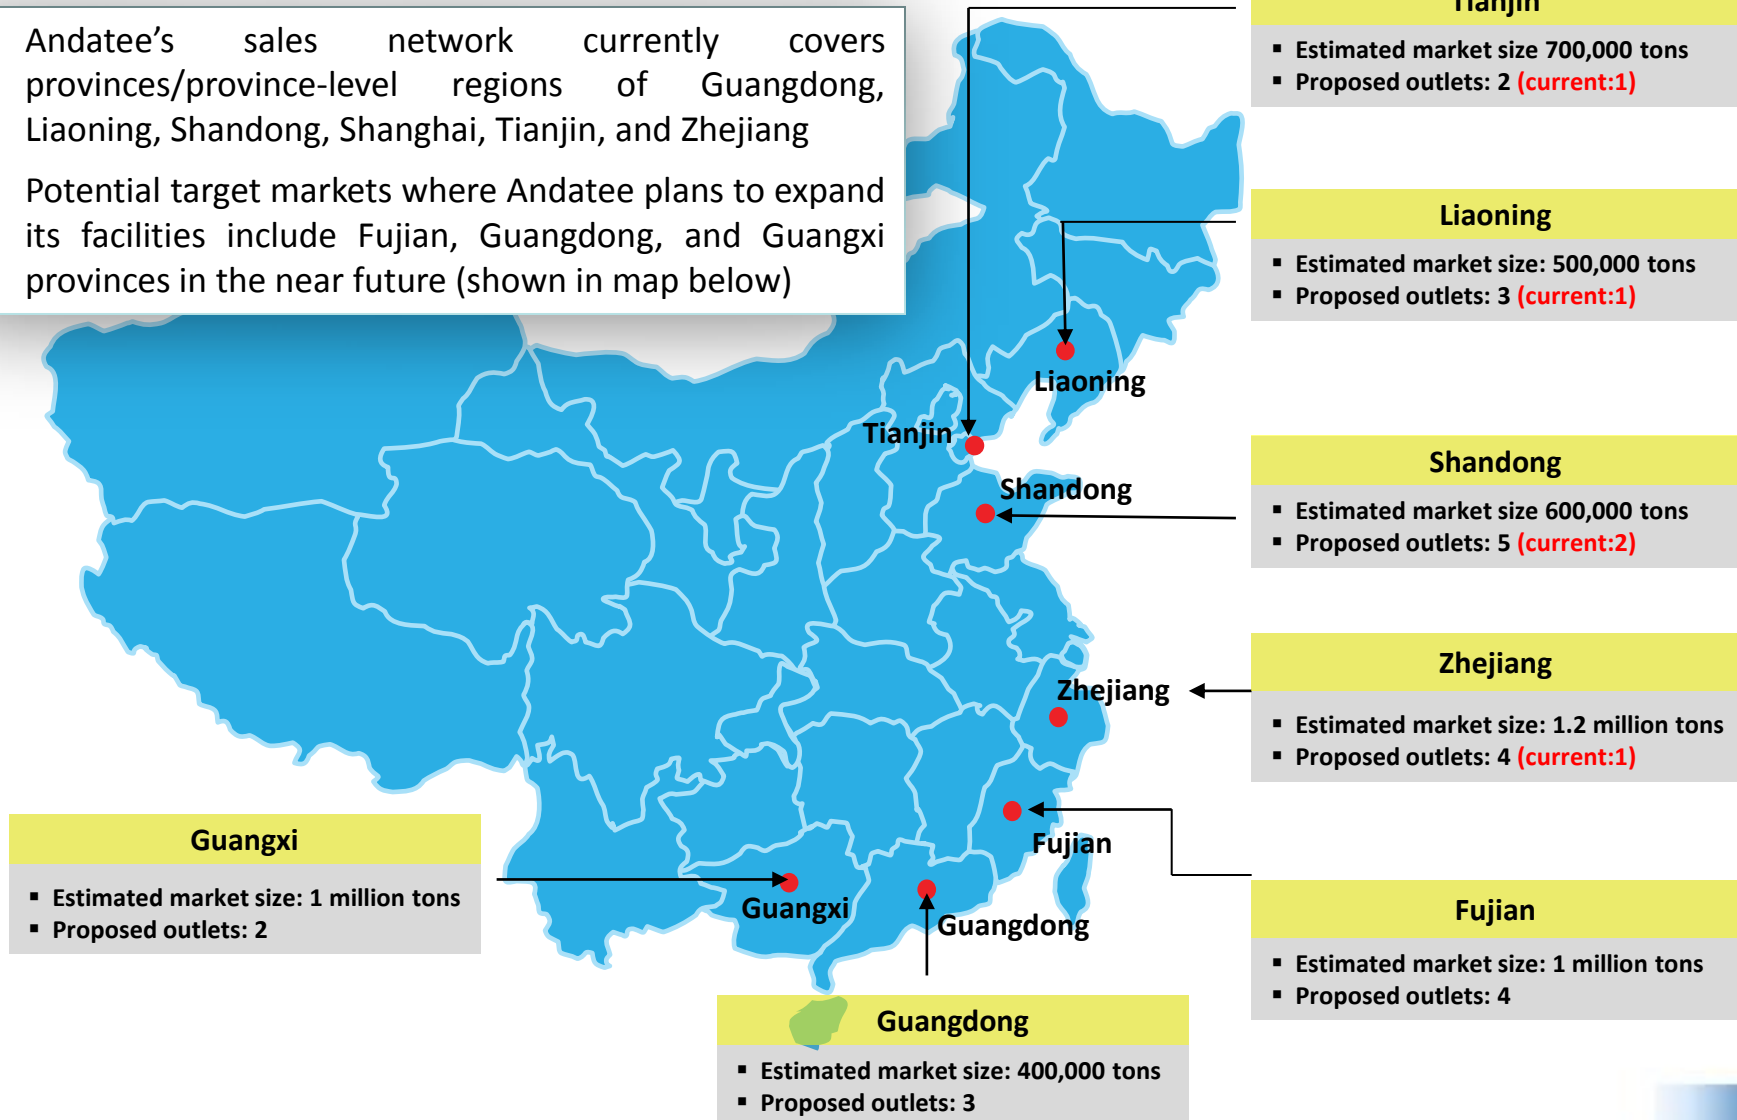 Andatee’s sales network currently covers
provinces/province-level regions of Guangdong,
Liaoning, Shandong, Shanghai, Tianjin, and Zhejiang
Potential target markets where Andatee plans to expand
its facilities include Fujian, Guangdong, and Guangxi
provinces in the near future (shown in map below)
Tianjin
▪ Estimated market size 700,000 tons
▪ Proposed outlets: 2 (current:1)
Liaoning
▪ Estimated market size: 500,000 tons
▪ Proposed outlets: 3 (current:1)
Liaoning
Tianjin
Shandong
Shandong
▪ Estimated market size 600,000 tons
▪ Proposed outlets: 5 (current:2)
Zhejiang
Zhejiang
▪ Estimated market size: 1.2 million tons
▪ Proposed outlets: 4 (current:1)
Fujian
Guangxi
Guangdong
Guangxi
▪ Estimated market size: 1 million tons
▪ Proposed outlets: 2
Fujian
▪ Estimated market size: 1 million tons
▪ Proposed outlets: 4
Guangdong
▪ Estimated market size: 400,000 tons
▪ Proposed outlets: 3